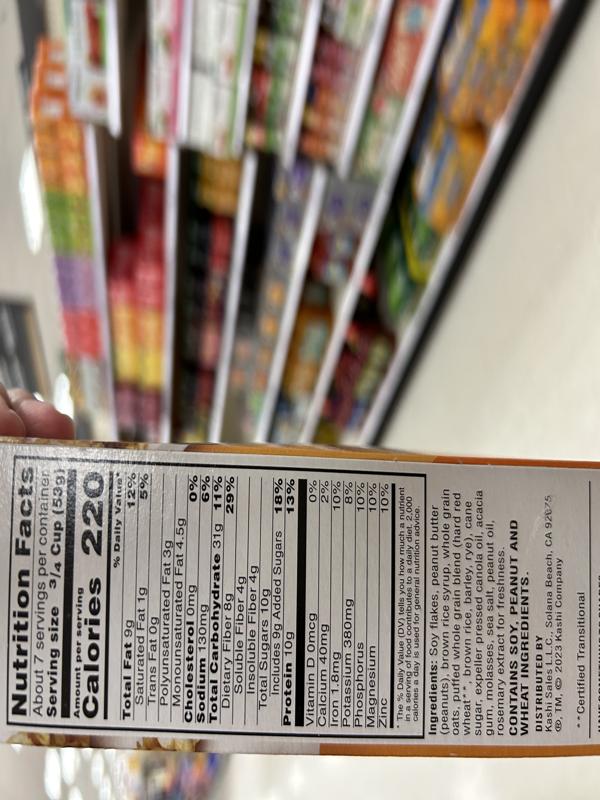 Nutrition Facts
About 7 servings per container
Serving size 3/4 Cup (53g)
Amount per serving
Calories 220
% Daily Value*
Total Fat 9g 12%
Saturated Fat 1g 5%
Trans Fat 0g
Polyunsaturated Fat 3g
Monounsaturated Fat 4.5g
Cholesterol 0mg 0%
Sodium 130mg 6%
Total Carbohydrate 31g 11%
Dietary Fiber 8g 29%
Soluble Fiber 4g
Insoluble Fiber 4g
Total Sugars 10g
Includes 9g Added Sugars 18%
Protein 10g 13%
Vitamin D 0mcg 0%
Calcium 40mg 2%
Iron 1.8mg 10%
Potassium 380mg 8%
Phosphorus 10%
Magnesium 10%
Zinc 10%
* The % Daily Value (DV) tells you how much a nutrient
in a serving of food contributed to a daily diet. 2,000
calories a day is used for general nutrition advice.
Ingredients: Soy flakes, peanut butter
(peanuts), brown rice syrup, whole grain
oats, puffed whole grain blend (hard red
wheat**, brown rice, barley, rye), cane
sugar, expeller pressed canola oil, acacia
gum, molasses, sea salt, peanut oil,
rosemary extract for freshness.
CONTAINS SOY, PEANUT AND
WHEAT INGREDIENTS.
DISTRIBUTED BY
Kashi Sales L.L.C., Solana Beach, CA 92075
®, TM, © 2023 Kashi Company
**Certified Transitional